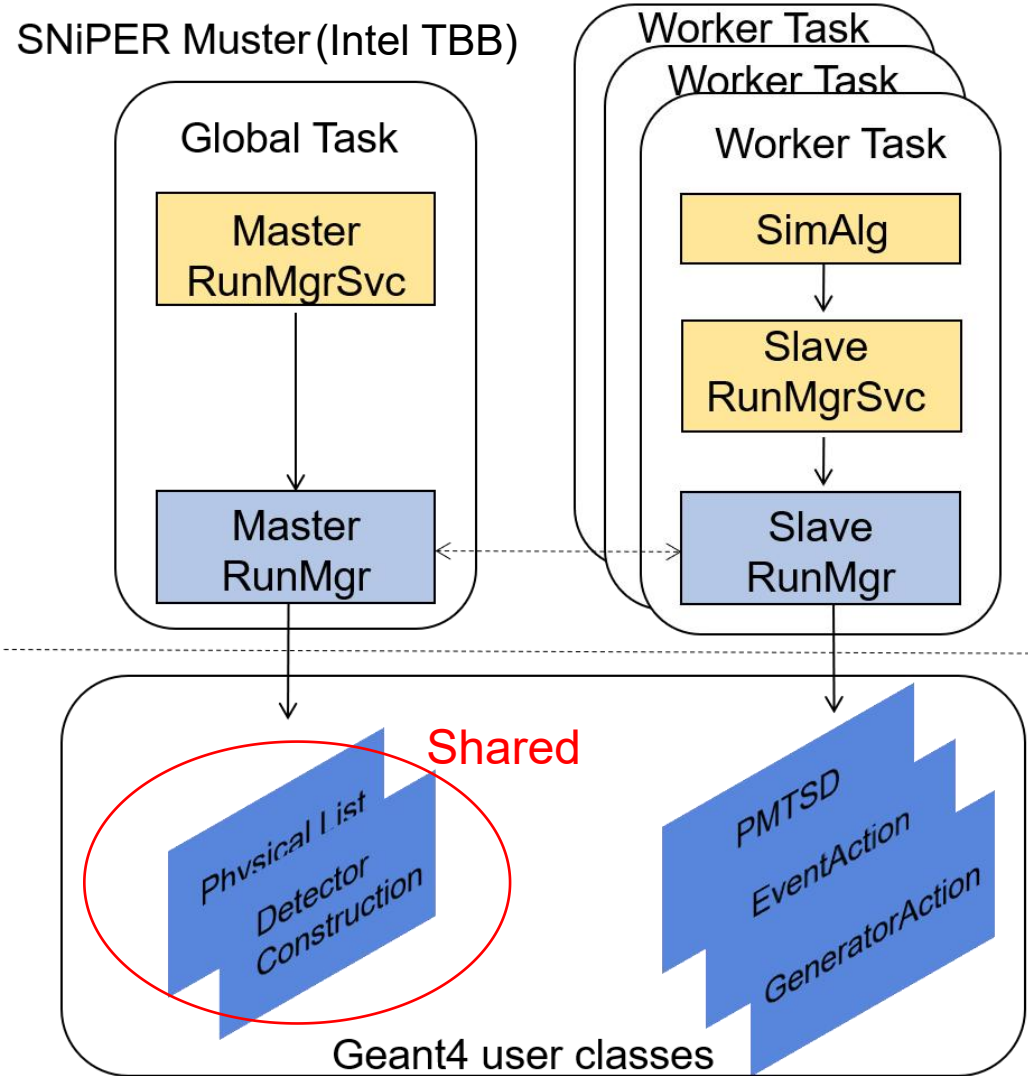 SNiPER Muster (Intel TBB)
Global Task
Master
RunMgrSvc
Master
RunMgr
Worker Task
Worker Task
Worker Task
SimAlg
Slave
RunMgrSvc
Slave
RunMgr
Shared
Physical List
Detector
Construction
PMTSD
EventAction
GeneratorAction
Geant4 user classes